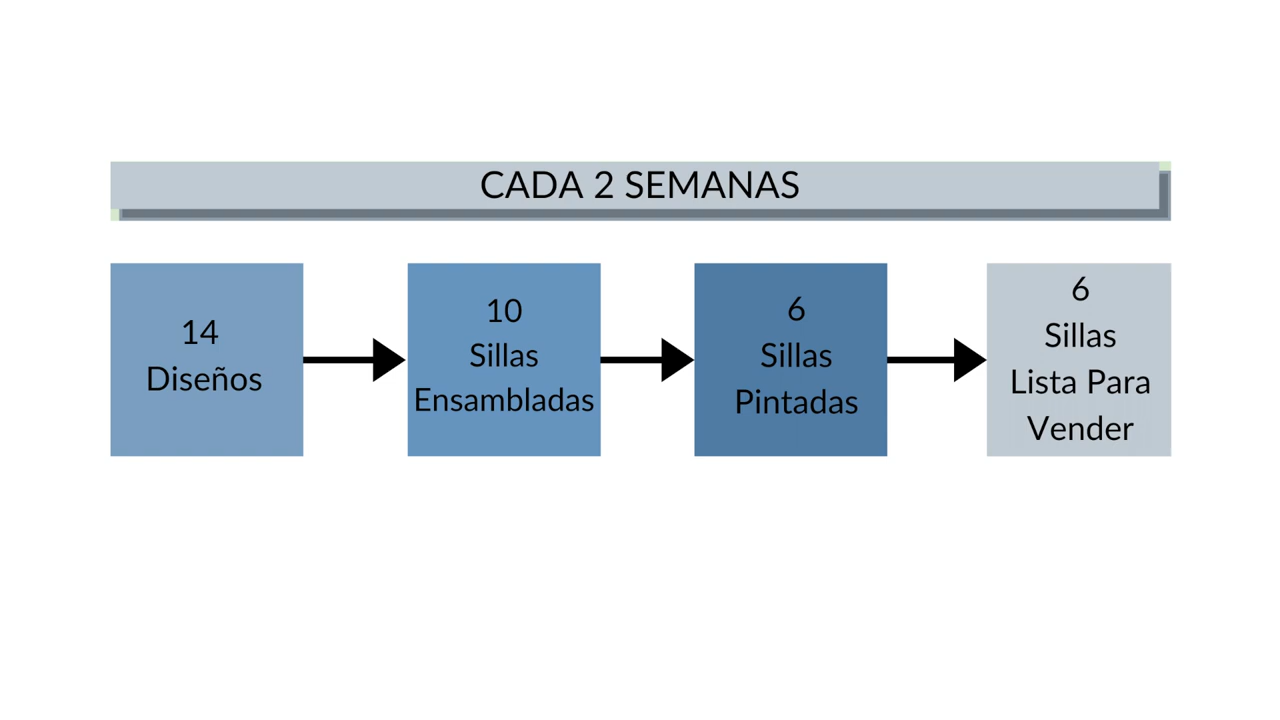 CADA 2 SEMANAS
14
Diseños
10
Sillas
Ensambladas
6
Sillas
Pintadas
6
Sillas
Lista Para
Vender